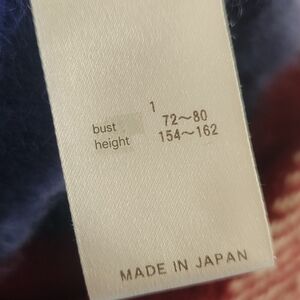 1
bust 72～80
height 154～162
MADE IN JAPAN